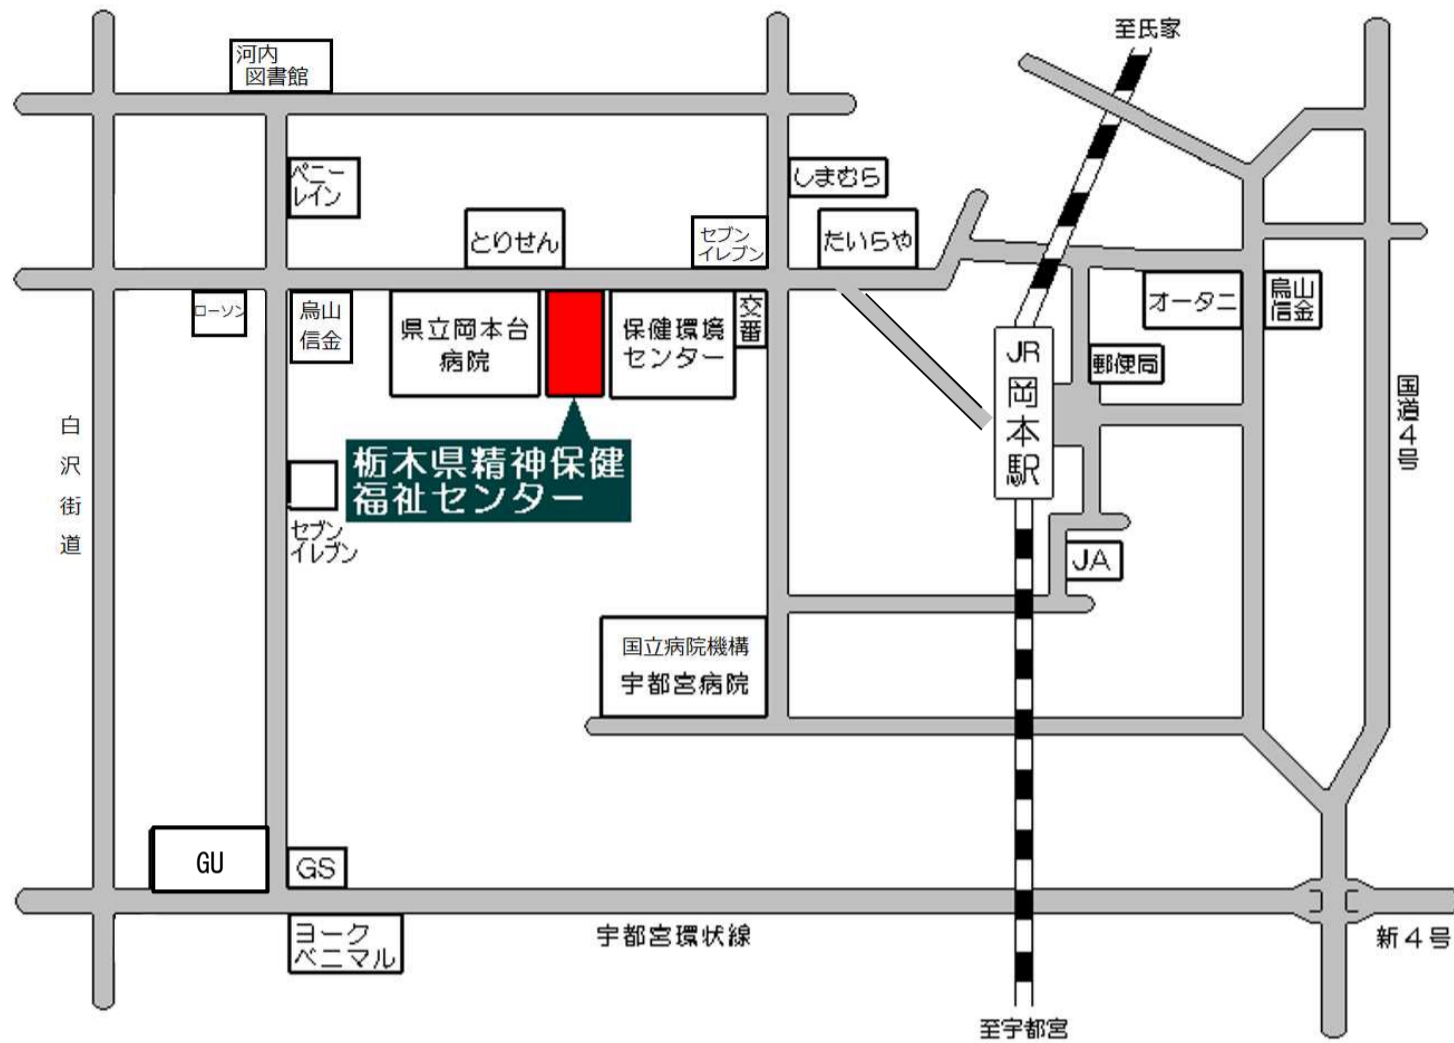 至氏家
河内
図書館
ペニー
レイン
しまむら
とりせん
セブン
イレブン
たいらや
ローソン
烏山
信金
県立岡本台
病院
保健環境
センター
交番
オータニ
烏山
信金
JR岡本駅
郵便局
国道4号
白沢街道
栃木県精神保健
福祉センター
セブン
イレブン
JA
国立病院機構
宇都宮病院
GU
GS
ヨーク
ベニマル
宇都宮環状線
新4号
至宇都宮